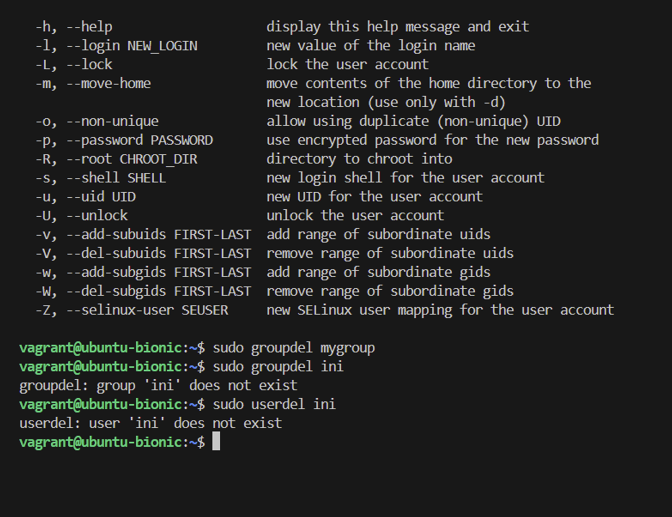 -h, --help                    display this help message and exit
-l, --login NEW_LOGIN         new value of the login name
-L, --lock                    lock the user account
-m, --move-home               move contents of the home directory to the
                              new location (use only with -d)
-o, --non-unique              allow using duplicate (non-unique) UID
-p, --password PASSWORD       use encrypted password for the new password
-R, --root CHROOT_DIR         directory to chroot into
-s, --shell SHELL             new login shell for the user account
-u, --uid UID                 new UID for the user account
-U, --unlock                  unlock the user account
-v, --add-subuids FIRST-LAST  add range of subordinate uids
-V, --del-subuids FIRST-LAST  remove range of subordinate uids
-w, --add-subgids FIRST-LAST  add range of subordinate gids
-W, --del-subgids FIRST-LAST  remove range of subordinate gids
-Z, --selinux-user SEUSER     new SELinux user mapping for the user account
vagrant@ubuntu-bionic:~$ sudo groupdel mygroup
vagrant@ubuntu-bionic:~$ sudo groupdel ini
groupdel: group 'ini' does not exist
vagrant@ubuntu-bionic:~$ sudo userdel ini
userdel: user 'ini' does not exist
vagrant@ubuntu-bionic:~$